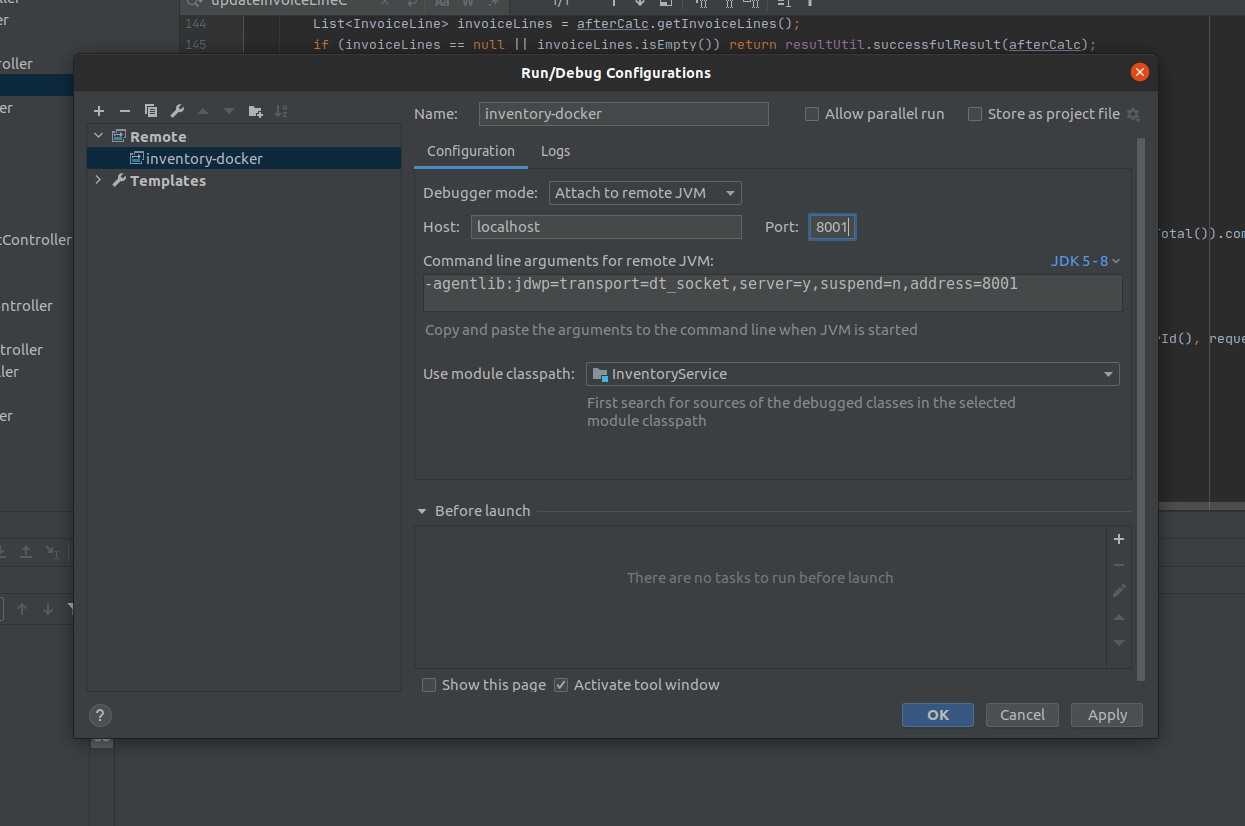 updateInvoiceLineC
1/1
144 List<InvoiceLine> invoiceLines = afterCalc.getInvoiceLines();
145 if (invoiceLines == null || invoiceLines.isEmpty()) return resultUtil.successfulResult(afterCalc);
Run/Debug Configurations
Name: inventory-docker
Allow parallel run
Store as project file
Remote
inventory-docker
Templates
Configuration
Logs
Debugger mode: Attach to remote JVM
Host: localhost
Port: 8001
Command line arguments for remote JVM:
JDK 5 - 8
-agentlib:jdwp=transport=dt_socket,server=y,suspend=n,address=8001
Copy and paste the arguments to the command line when JVM is started
Use module classpath: InventoryService
First search for sources of the debugged classes in the selected
module classpath
Before launch
There are no tasks to run before launch
Show this page
Activate tool window
?
OK
Cancel
Apply
oller
er
tController
ntroller
troller
ller
er
otal()).com
Id(), reque